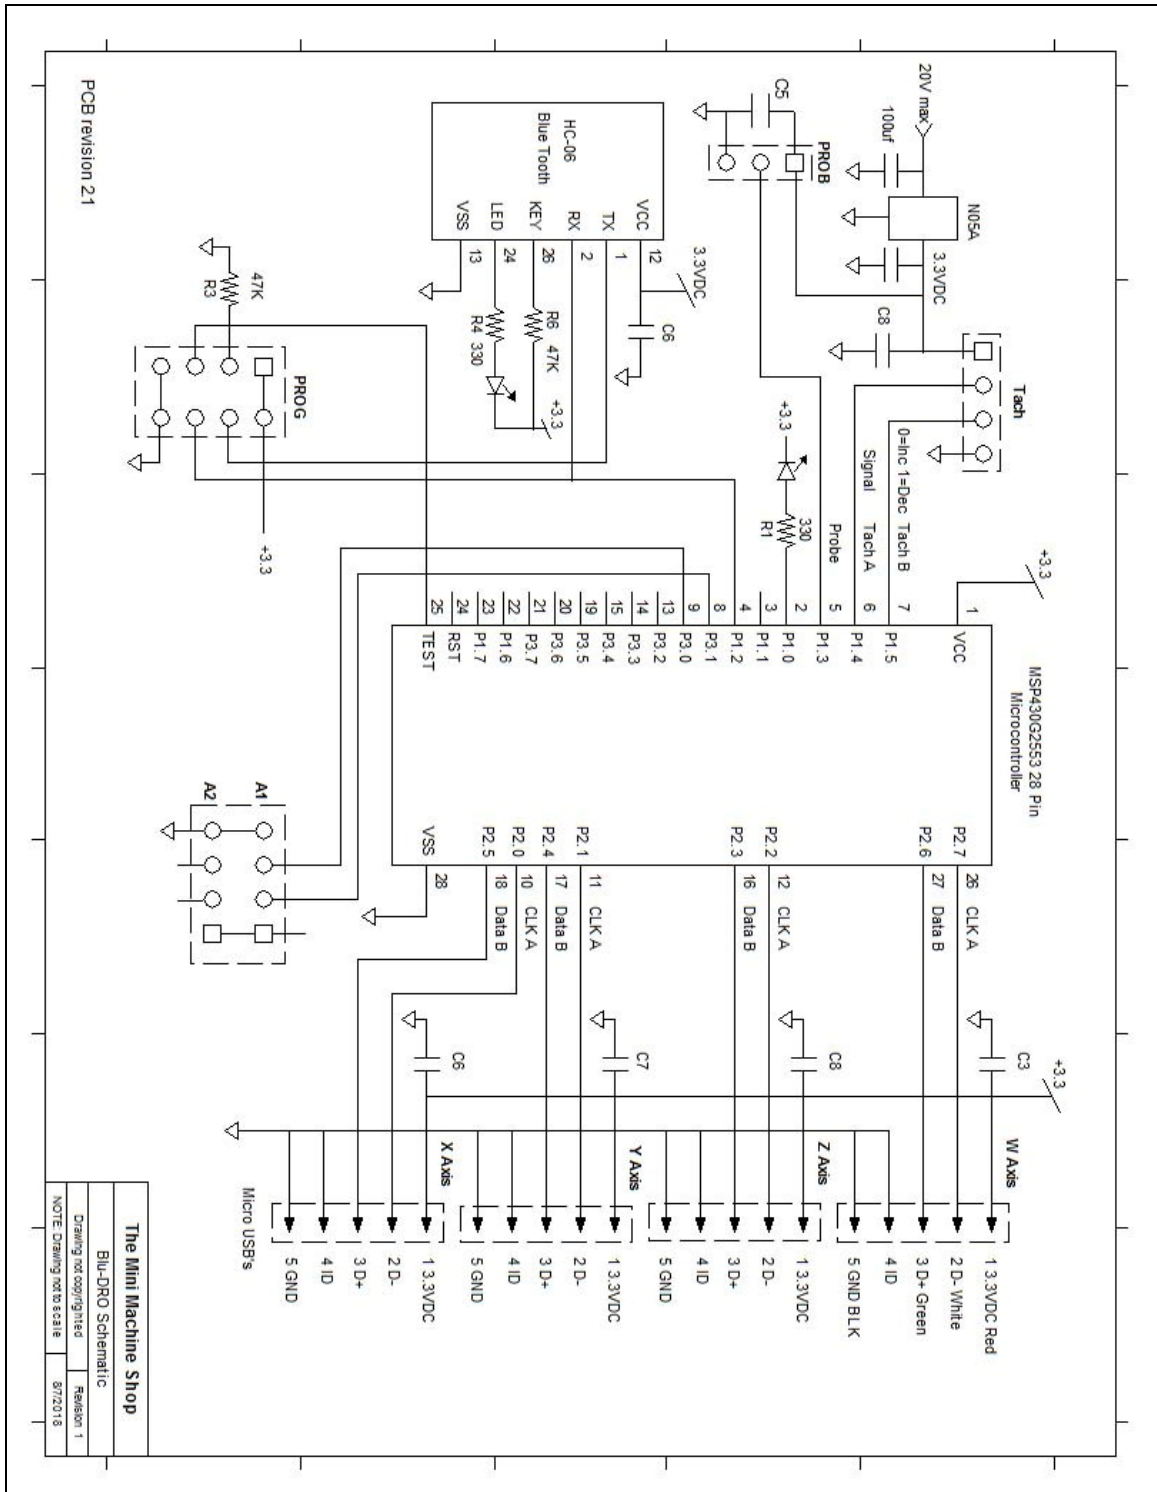 20V max
100uf
N05A
3.3VDC
C8
Tach
C5
PROB
0=Inc 1=Dec Tach B
Signal Tach A
Probe
+3.3
330
R1
HC-06
Blue Tooth
VCC
TX
RX
KEY
LED
VSS
12
1
2
26
24
13
3.3VDC
C6
R6 47K
R4 330
+3.3
47K
R3
PROG
+3.3
+3.3
MSP430G2553 28 Pin
Microcontroller
1 VCC
7 P1.5
6 P1.4
5 P1.3
2 P1.0
3 P1.1
4 P1.2
8 P3.1
9 P3.0
13 P3.2
14 P3.3
15 P3.4
19 P3.5
20 P3.6
21 P3.7
22 P1.6
23 P1.7
24 RST
25 TEST
P2.7 26 CLK A
P2.6 27 Data B
P2.2 12 CLK A
P2.3 16 Data B
P2.1 11 CLK A
P2.4 17 Data B
P2.0 10 CLK A
P2.5 18 Data B
VSS 28
A1
A2
C3
C8
C7
C6
+3.3
W Axis
1 3.3VDC Red
2 D- White
3 D+ Green
4 ID
5 GND BLK
Z Axis
1 3.3VDC
2 D-
3 D+
4 ID
5 GND
Y Axis
1 3.3VDC
2 D-
3 D+
4 ID
5 GND
X Axis
1 3.3VDC
2 D-
3 D+
4 ID
5 GND
Micro USB's
PCB revision 2.1
The Mini Machine Shop
Blu-DRO Schematic
Drawing not copyrighted
Revision 1
NOTE: Drawing not to scale
8/7/2018